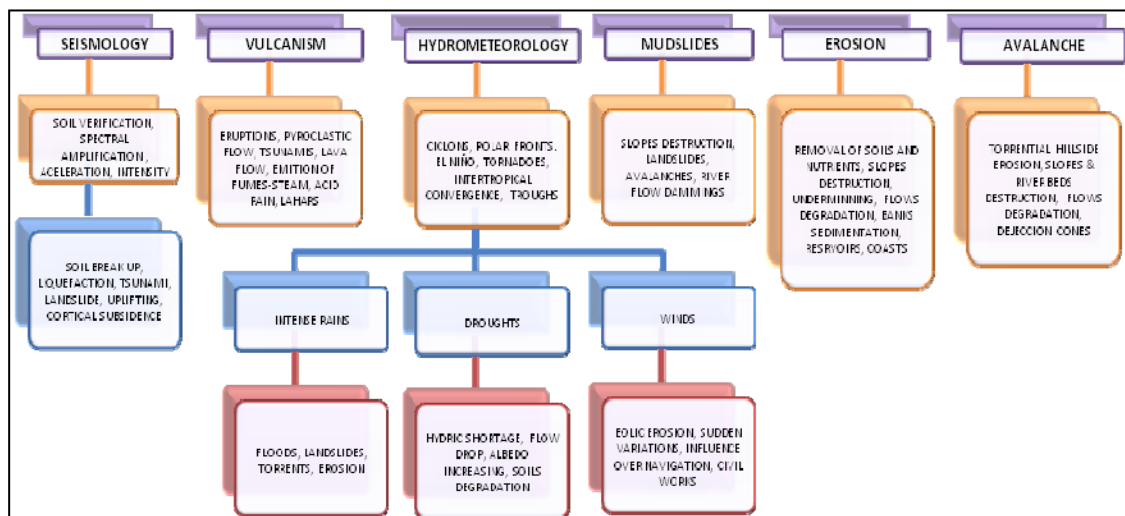 SEISMOLOGY
VULCANISM
HYDROMETEOROLOGY
MUDSLIDES
EROSION
AVALANCHE
SOIL VERIFICATION,
SPECTRAL
AMPLIFICATION,
ACELERATION, INTENSITY
ERUPTIONS, PYROCLASTIC
FLOW, TSUNAMIS, LAVA
FLOW, EMITION OF
FUMES-STEAM, ACID
RAIN, LAHARS
CICLONS, POLAR FRONTS.
EL NIÑO, TORNADOES,
INTERTROPICAL
CONVERGENCE, TROUGHS
SLOPES DESTRUCTION,
LANDSLIDES,
AVALANCHES, RIVER
FLOW DAMMINGS
REMOVAL OF SOILS AND
NUTRIENTS, SLOPES
DESTRUCTION,
UNDERMINNING, FLOWS
DEGRADATION, BANKS
SEDIMENTATION,
RESRVOIRS, COASTS
TORRENTIAL HILLSIDE
EROSION, SLOPES &
RIVER BEDS
DESTRUCTION, FLOWS
DEGRADATION,
DEJECCION CONES
SOIL BREAK UP,
LIQUEFACTION, TSUNAMI,
LANDSLIDE, UPLIFTING,
CORTICAL SUBSIDENCE
INTENSE RAINS
DROUGHTS
WINDS
FLOODS, LANDSLIDES,
TORRENTS, EROSION
HYDRIC SHORTAGE, FLOW
DROP, ALBEDO
INCREASING, SOILS
DEGRADATION
EOLIC EROSION, SUDDEN
VARIATIONS, INFLUENCE
OVER NAVIGATION, CIVIL
WORKS